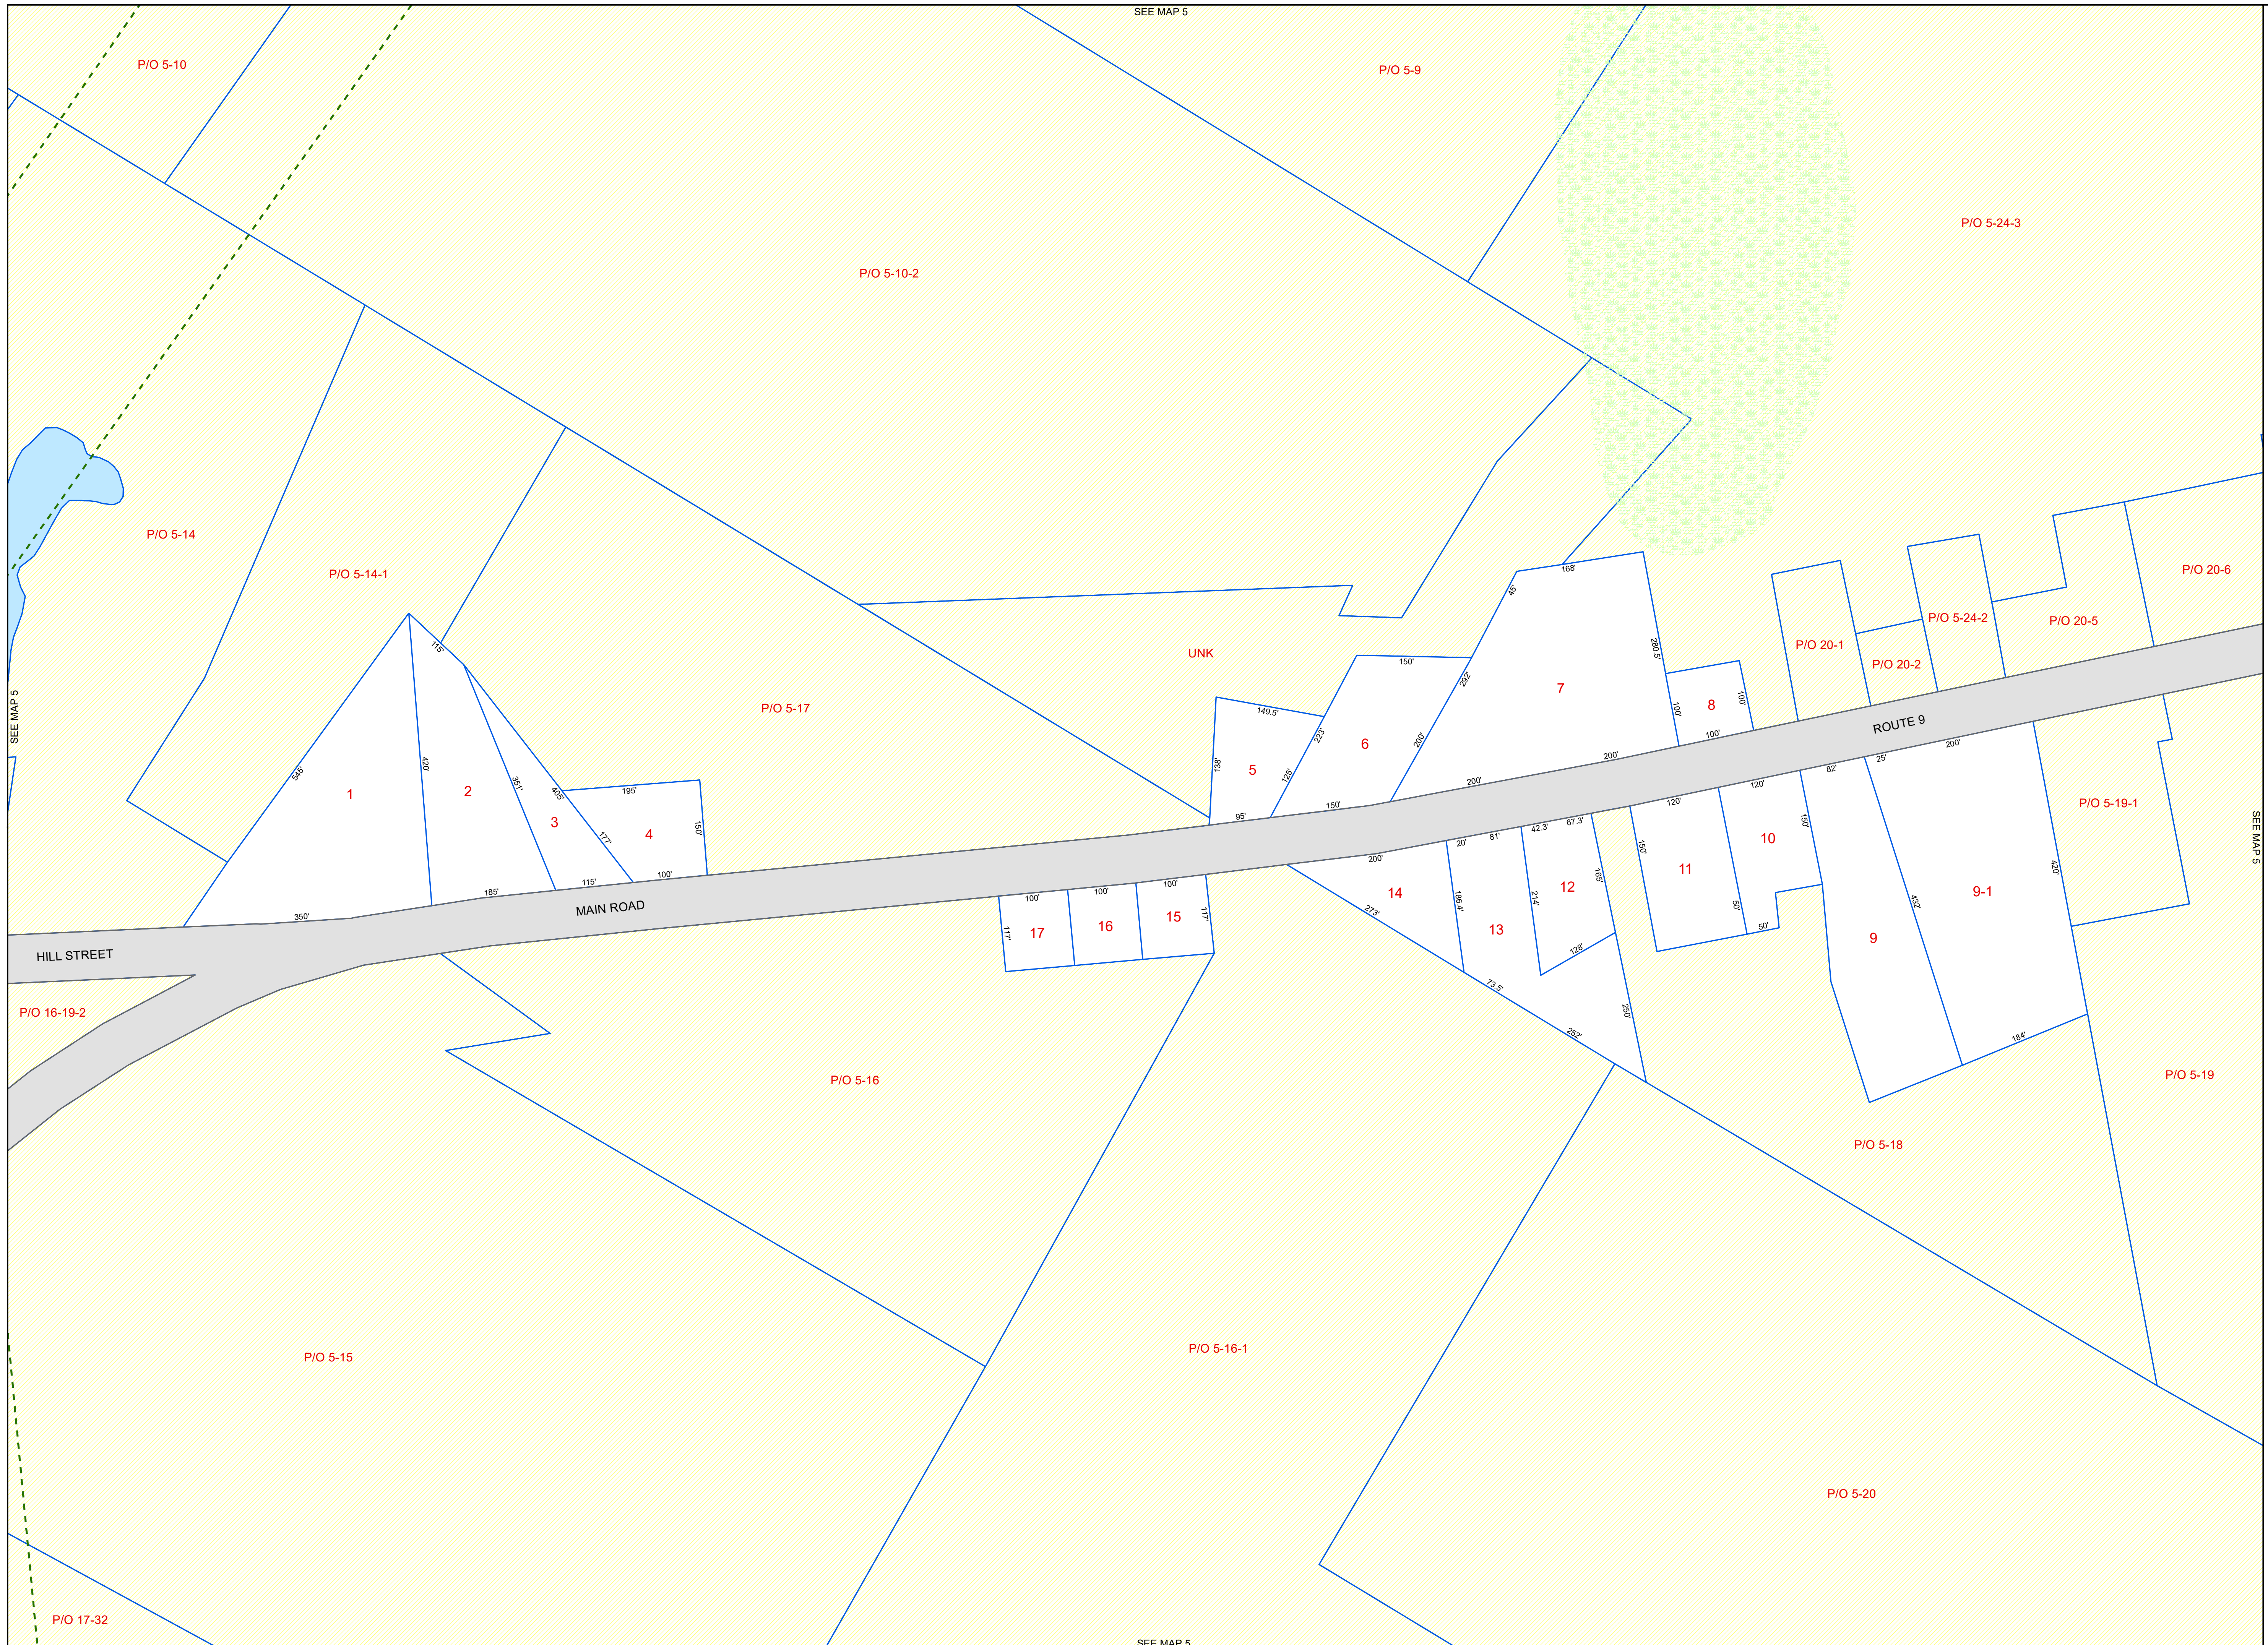 SEE MAP 5
P/O 5-10
P/O 5-9
P/O 5-24-3
P/O 5-10-2
P/O 5-14
P/O 5-14-1
P/O 5-17
UNK
P/O 20-1
P/O 20-2
P/O 5-24-2
P/O 20-5
P/O 20-6
SEE MAP 5
115'
545'
420'
351'
405'
177'
195'
150'
1
2
3
4
350'
185'
115'
100'
149.5'
138'
223'
125'
150'
292'
200'
45'
168'
280.5'
100'
100'
5
6
7
8
95'
150'
200'
200'
100'
ROUTE 9
MAIN ROAD
HILL STREET
P/O 16-19-2
100'
100'
100'
117'
117'
17
16
15
200'
20'
81'
42.3'
67.3'
120'
120'
82'
25'
200'
14
13
12
11
10
9
9-1
273'
186.4'
214'
165'
128'
73.5'
252'
250'
150'
50'
50'
150'
432'
420'
184'
P/O 5-19-1
SEE MAP 5
P/O 5-16
P/O 5-19
P/O 5-18
P/O 5-15
P/O 5-16-1
P/O 5-20
P/O 17-32
SEE MAP 5